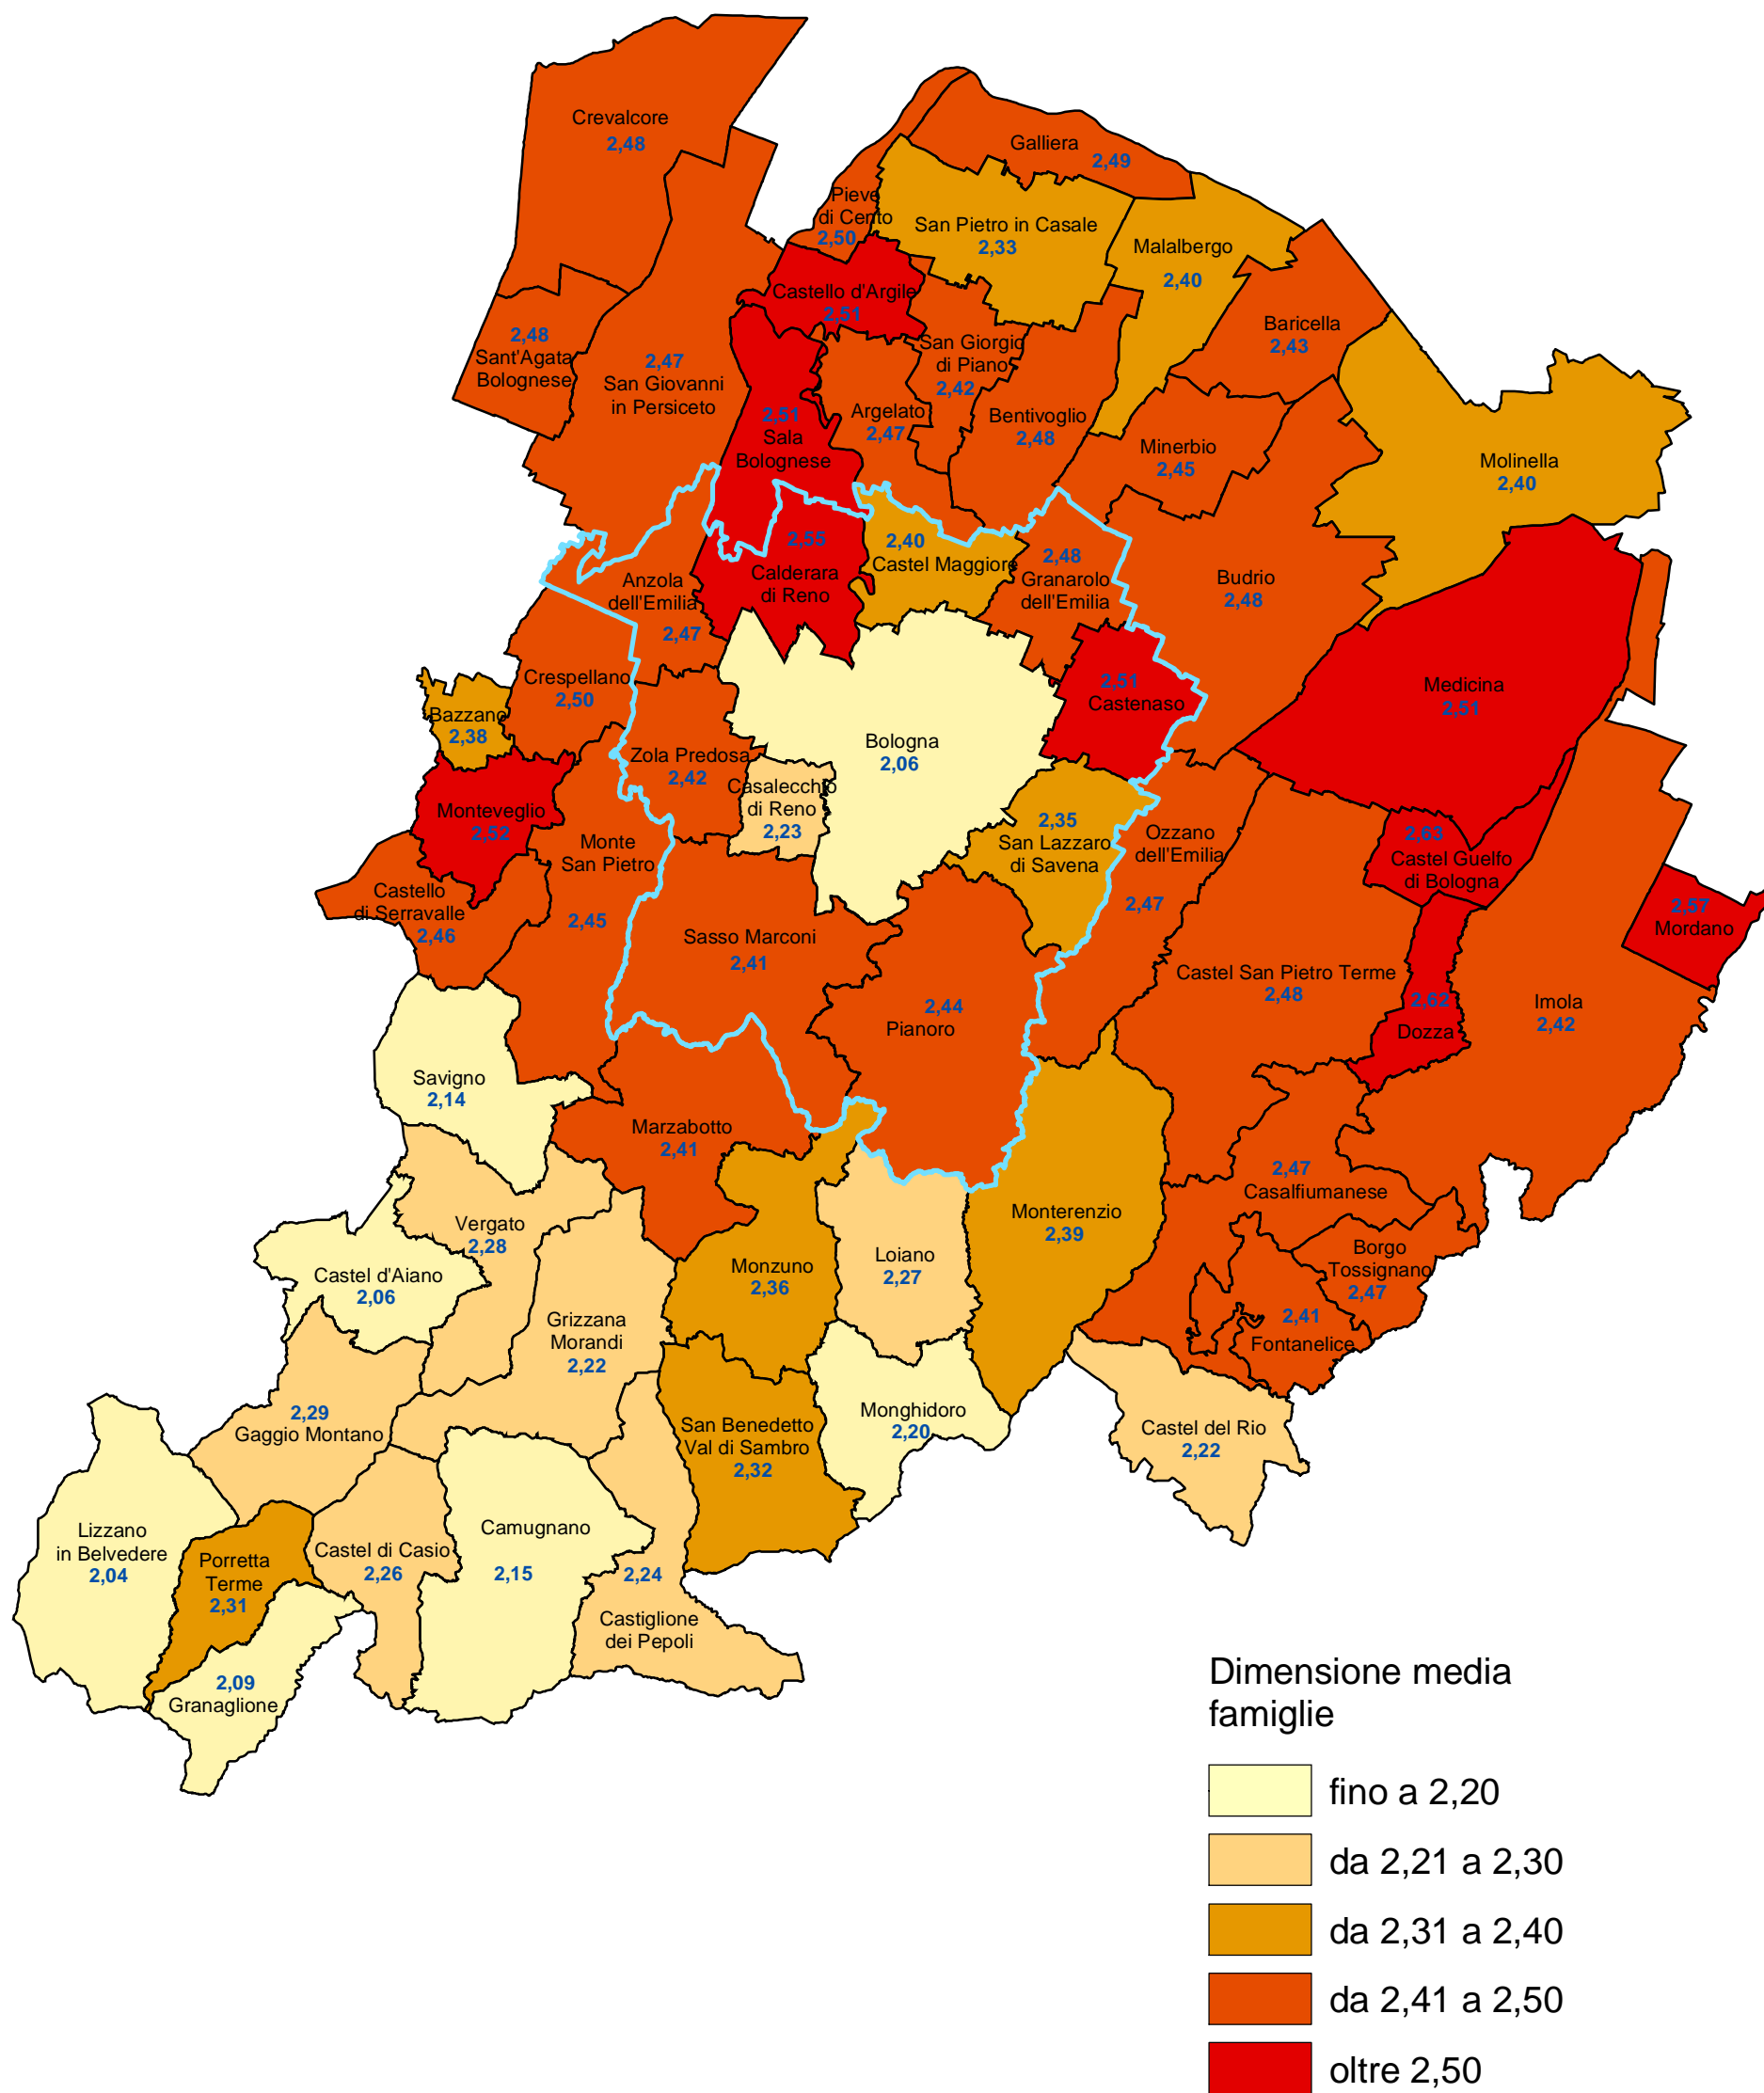 Crevalcore
2,48
Galliera
2,49
Pieve
di Cento
2,50
San Pietro in Casale
2,33
Malalbergo
2,40
Castello d'Argile
2,51
Baricella
2,43
2,48
Sant'Agata
Bolognese
2,47
San Giovanni
in Persiceto
San Giorgio
di Piano
2,42
2,51
Sala
Bolognese
Argelato
2,47
Bentivoglio
2,48
Minerbio
2,45
Molinella
2,40
2,55
Calderara
di Reno
2,40
Castel Maggiore
2,48
Granarolo
dell'Emilia
Budrio
2,48
Anzola
dell'Emilia
2,47
Crespellano
2,50
2,51
Castenaso
Medicina
2,51
Bazzano
2,38
Bologna
2,06
Zola Predosa
2,42
Casalecchio
di Reno
2,23
Monteveglio
2,52
Monte
San Pietro
2,45
2,35
San Lazzaro
di Savena
Ozzano
dell'Emilia
2,47
2,63
Castel Guelfo
di Bologna
Castello
di Serravalle
2,46
2,57
Mordano
Sasso Marconi
2,41
Castel San Pietro Terme
2,48
2,44
Pianoro
2,62
Dozza
Imola
2,42
Savigno
2,14
Marzabotto
2,41
2,47
Casalfiumanese
Vergato
2,28
Monterenzio
2,39
Castel d'Aiano
2,06
Monzuno
2,36
Loiano
2,27
Borgo
Tossignano
2,47
Grizzana
Morandi
2,22
2,41
Fontanelice
2,29
Gaggio Montano
San Benedetto
Val di Sambro
2,32
Monghidoro
2,20
Castel del Rio
2,22
Lizzano
in Belvedere
2,04
Porretta
Terme
2,31
Castel di Casio
2,26
Camugnano
2,15
2,24
Castiglione
dei Pepoli
2,09
Granaglione
Dimensione media
famiglie
fino a 2,20
da 2,21 a 2,30
da 2,31 a 2,40
da 2,41 a 2,50
oltre 2,50